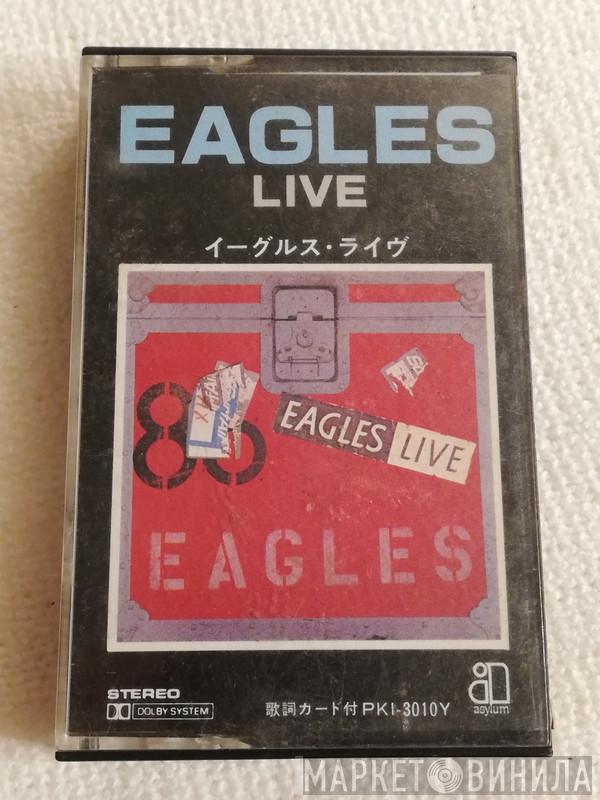 EAGLES
LIVE
イーグルス・ライヴ
80
EAGLES LIVE
EAGLES
STEREO
DOLBY SYSTEM
歌詞カード付 PKI-3010Y
asylum
МАРКЕТ ВИНИЛА